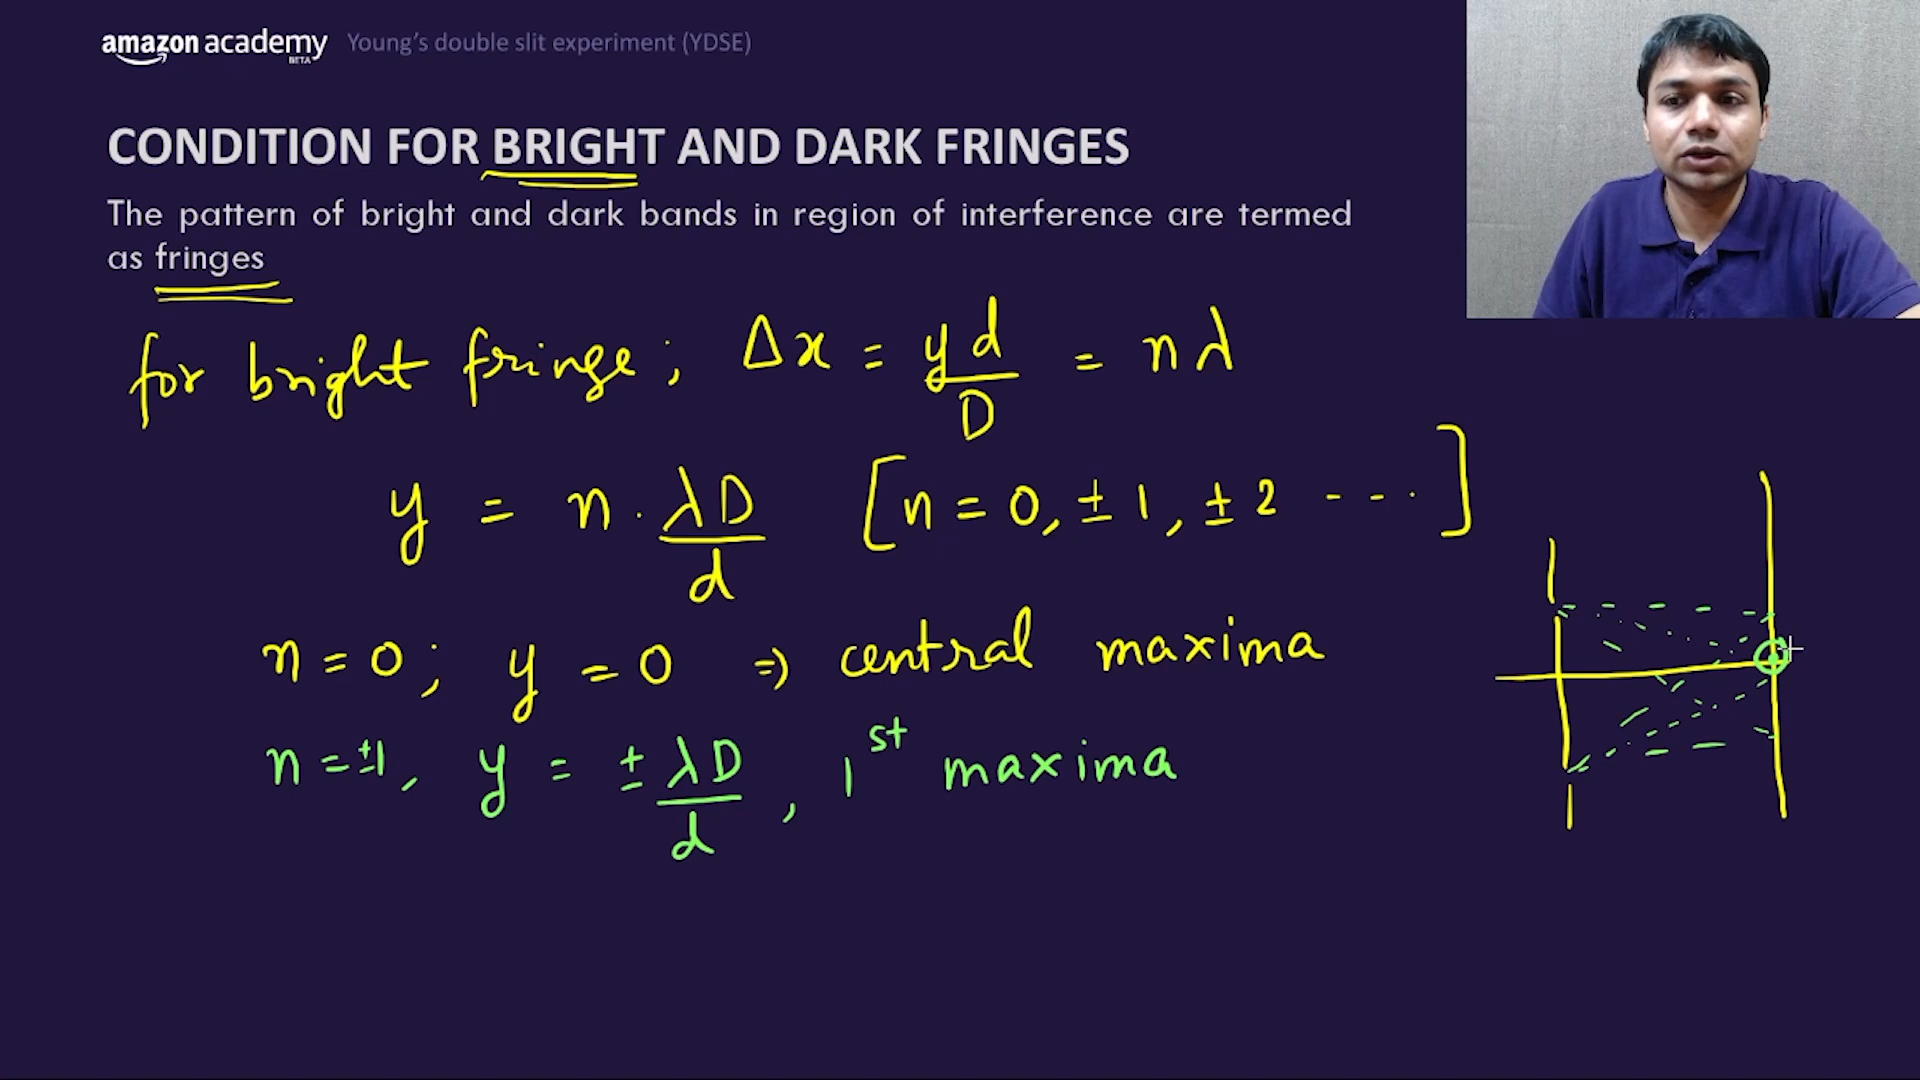 amazon academy BETA Young's double slit experiment (YDSE)
CONDITION FOR BRIGHT AND DARK FRINGES
The pattern of bright and dark bands in region of interference are termed
as fringes
for bright fringe; Δx = yd/D = nλ
y = n · λD/d [n = 0, ±1, ±2 - - - ]
n = 0; y = 0 ⇒ central maxima
n = ±1, y = ± λD/d, 1st maxima